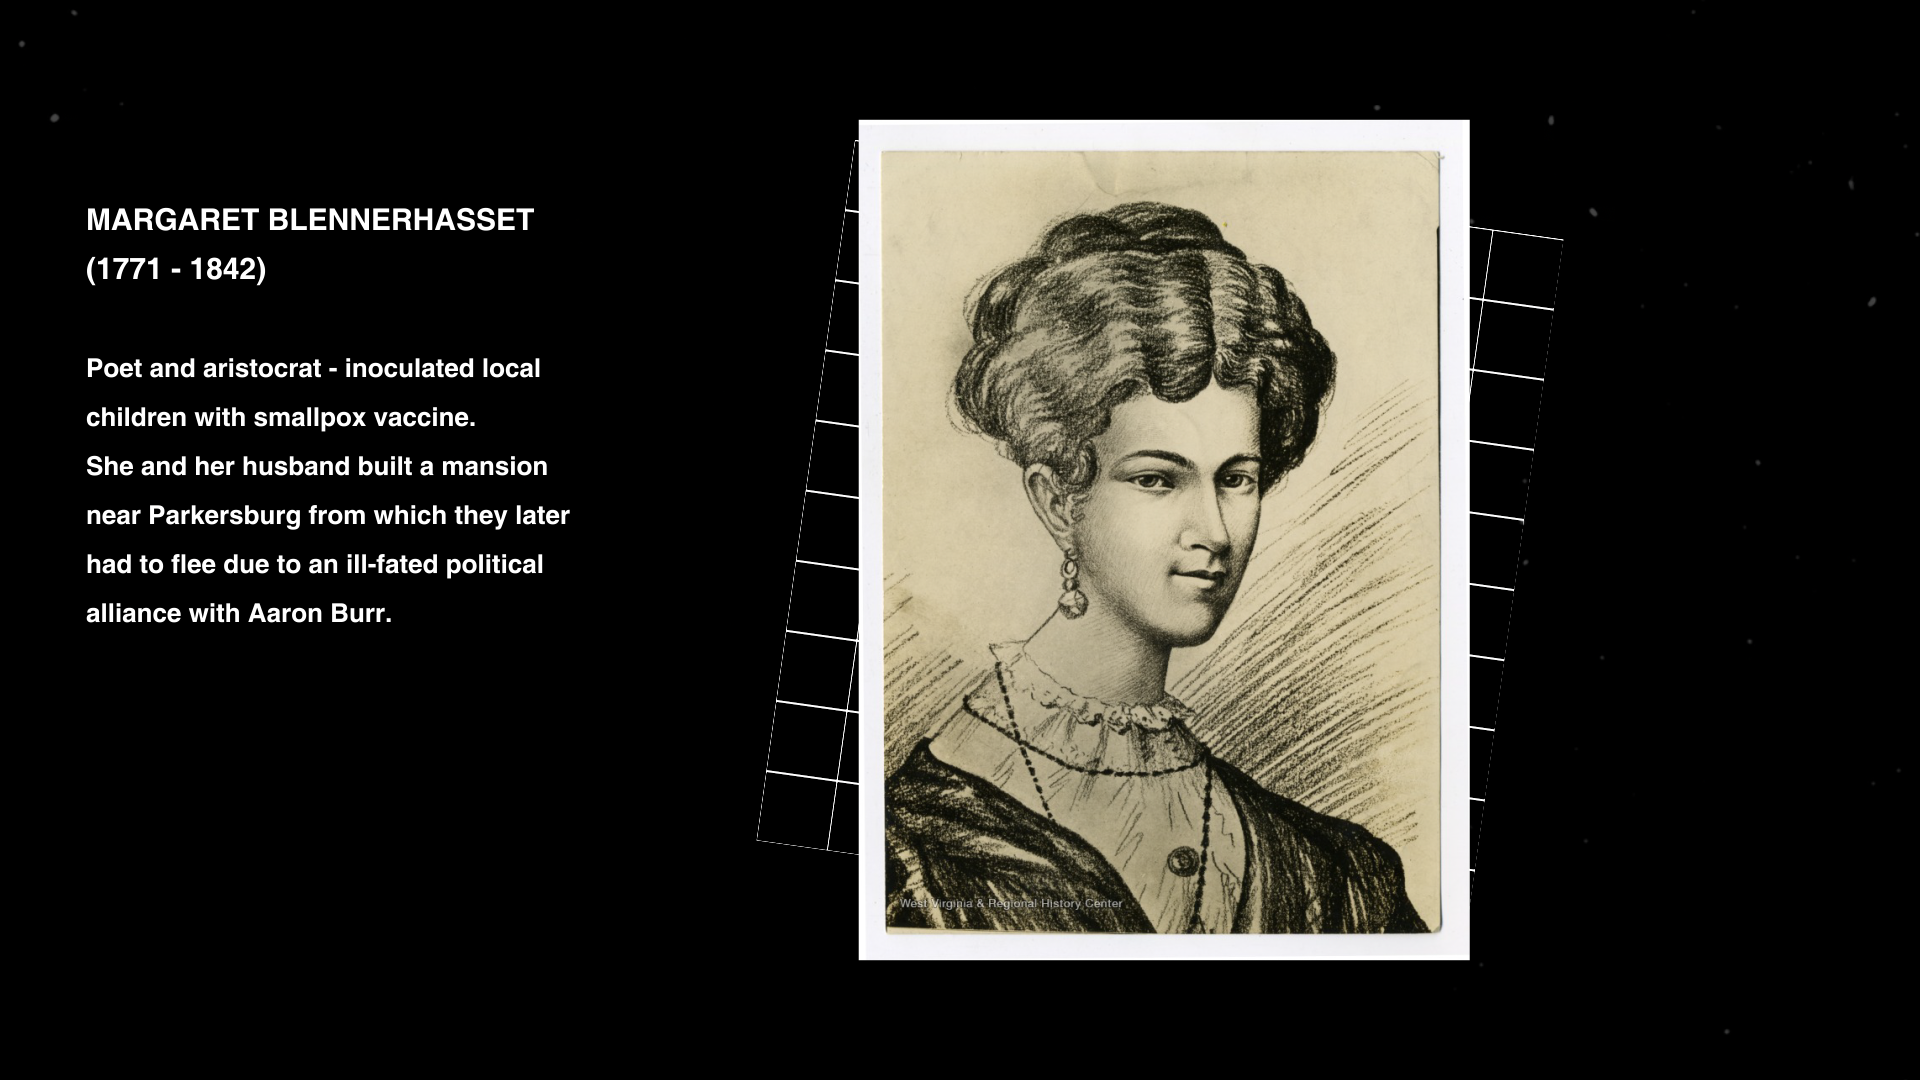 MARGARET BLENNERHASSET
(1771 - 1842)
Poet and aristocrat - inoculated local
children with smallpox vaccine.
She and her husband built a mansion
near Parkersburg from which they later
had to flee due to an ill-fated political
alliance with Aaron Burr.
West Virginia & Regional History Center